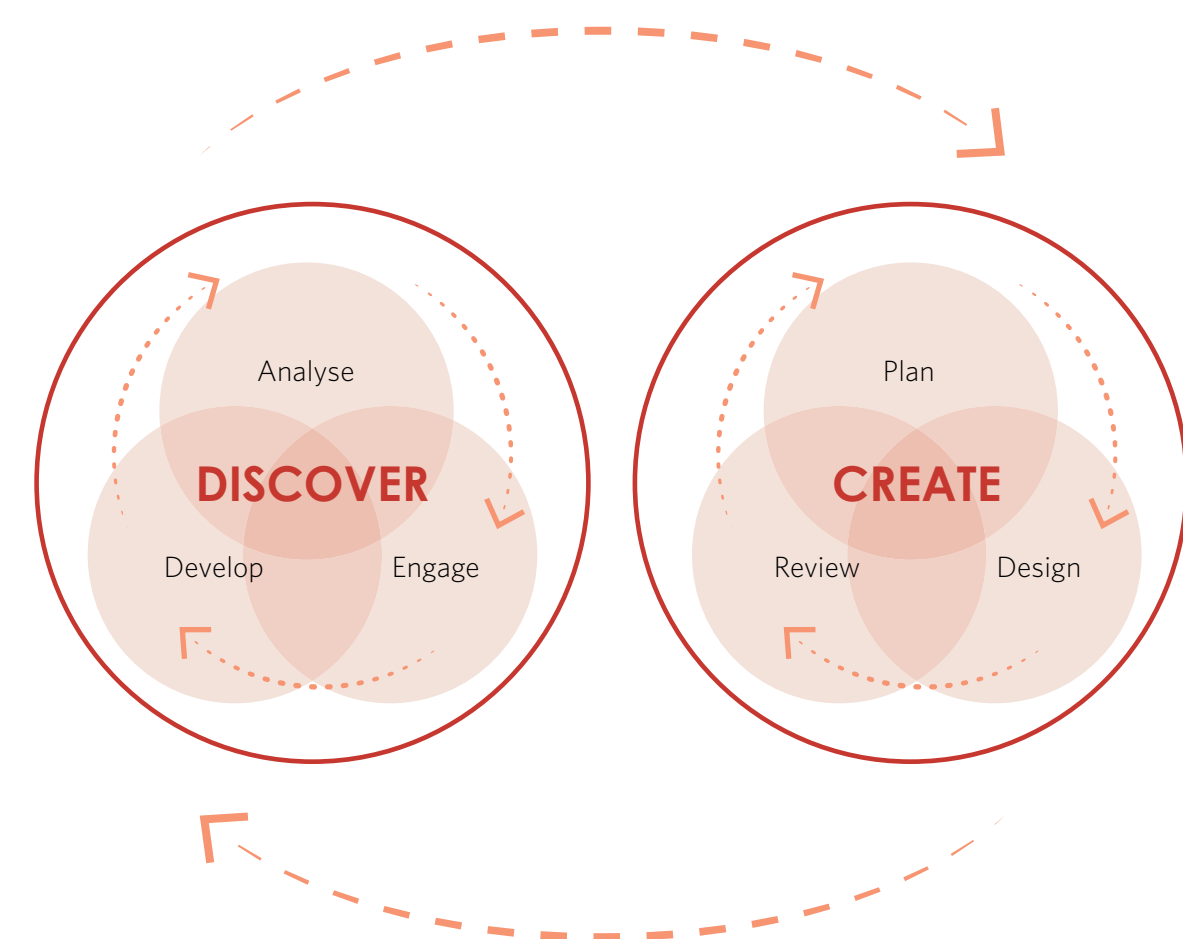 Analyse
DISCOVER
Develop
Engage
Plan
CREATE
Review
Design